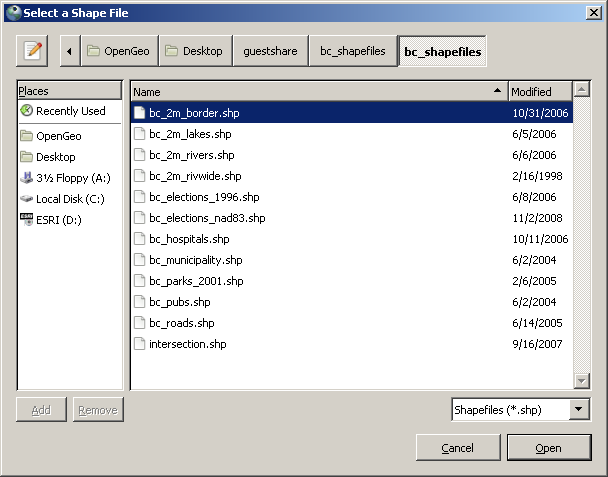 Select a Shape File
OpenGeo Desktop guestshare bc_shapefiles bc_shapefiles
Places
Recently Used
OpenGeo
Desktop
3½ Floppy (A:)
Local Disk (C:)
ESRI (D:)
Name Modified
bc_2m_border.shp 10/31/2006
bc_2m_lakes.shp 6/5/2006
bc_2m_rivers.shp 6/6/2006
bc_2m_rivwide.shp 2/16/1998
bc_elections_1996.shp 6/8/2006
bc_elections_nad83.shp 11/2/2008
bc_hospitals.shp 10/11/2006
bc_municipality.shp 6/2/2004
bc_parks_2001.shp 2/6/2005
bc_pubs.shp 6/2/2004
bc_roads.shp 6/14/2005
intersection.shp 9/16/2007
Add Remove
Shapefiles (*.shp)
Cancel Open